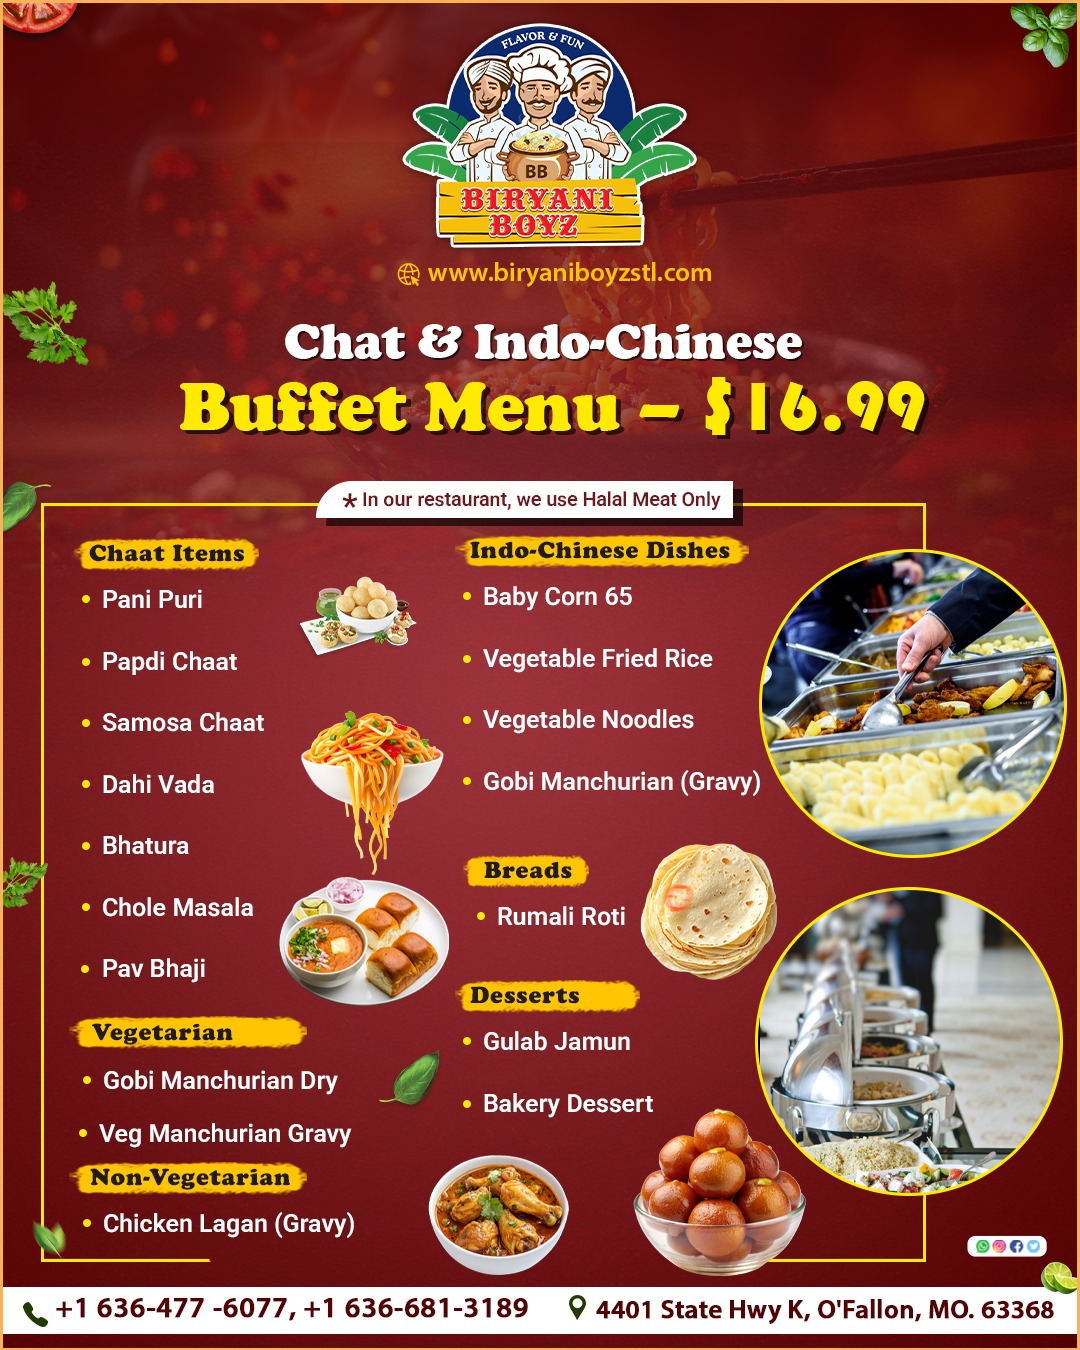 FLAVOR & FUN
BB
BIRYANI
BOYZ
www.biryaniboyzstl.com
Chat & Indo-Chinese
Buffet Menu – $16.99
* In our restaurant, we use Halal Meat Only
Chaat Items
• Pani Puri
• Papdi Chaat
• Samosa Chaat
• Dahi Vada
• Bhatura
• Chole Masala
• Pav Bhaji
Vegetarian
• Gobi Manchurian Dry
• Veg Manchurian Gravy
Non-Vegetarian
• Chicken Lagan (Gravy)
Indo-Chinese Dishes
• Baby Corn 65
• Vegetable Fried Rice
• Vegetable Noodles
• Gobi Manchurian (Gravy)
Breads
• Rumali Roti
Desserts
• Gulab Jamun
• Bakery Dessert
+1 636-477 -6077, +1 636-681-3189
4401 State Hwy K, O'Fallon, MO. 63368